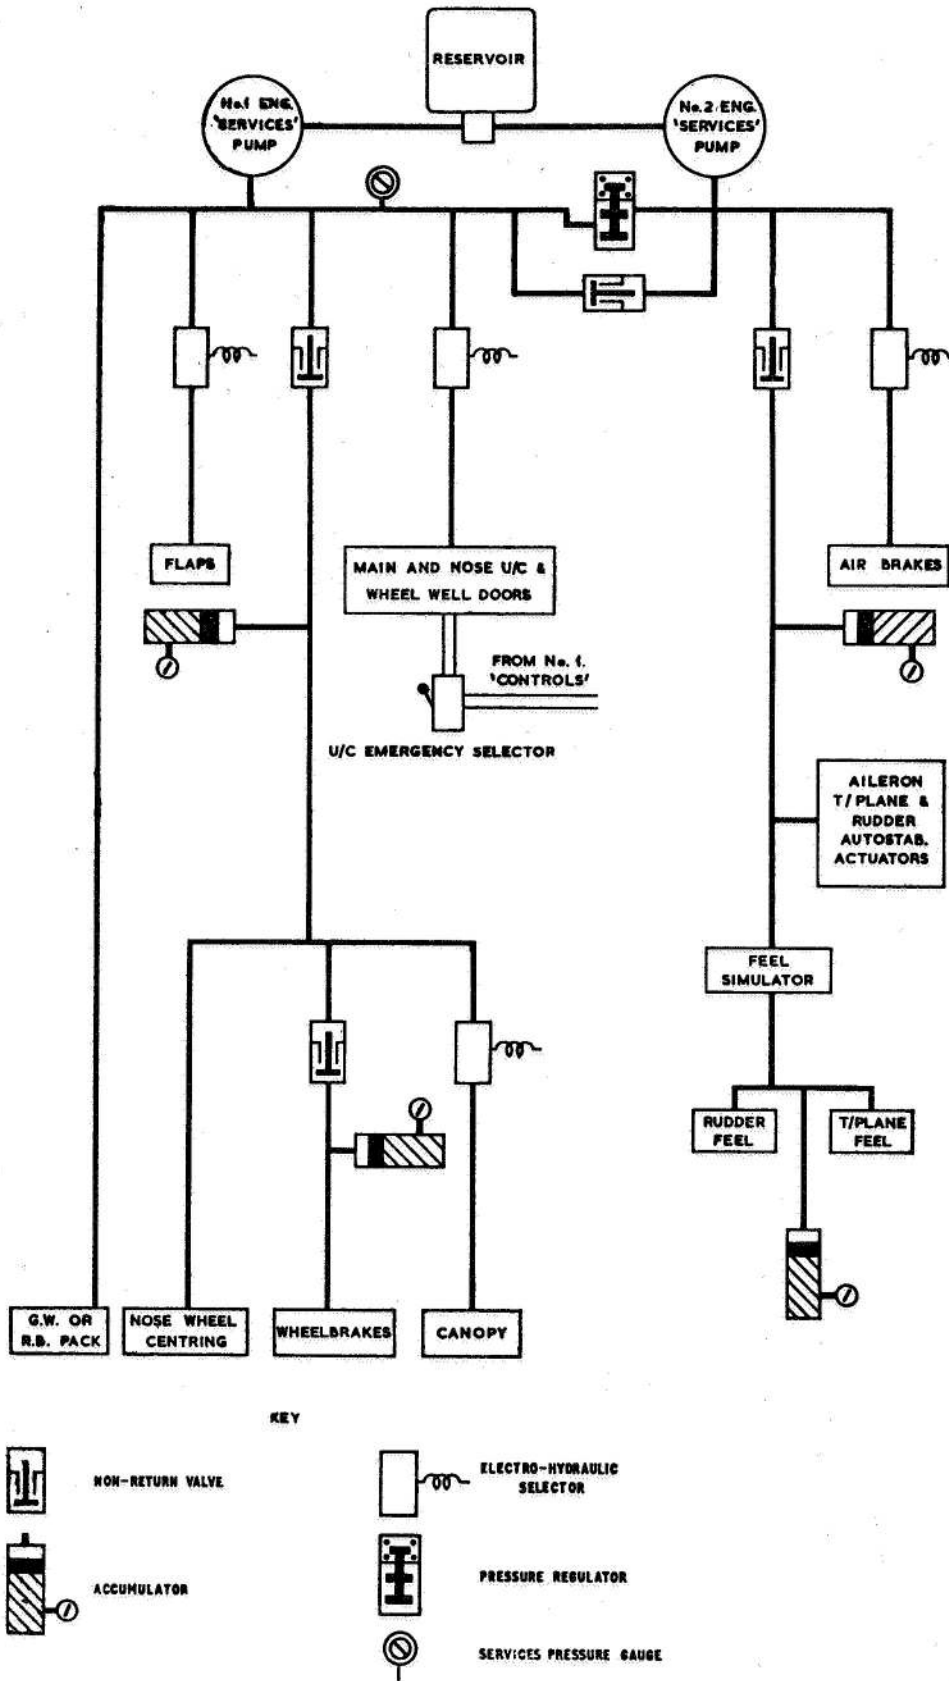 RESERVOIR
No.1 ENG.
'SERVICES'
PUMP
No.2 ENG.
'SERVICES'
PUMP
FLAPS
MAIN AND NOSE U/C &
WHEEL WELL DOORS
AIR BRAKES
FROM No. 1.
'CONTROLS'
U/C EMERGENCY SELECTOR
AILERON
T/PLANE &
RUDDER
AUTOSTAB.
ACTUATORS
FEEL
SIMULATOR
RUDDER
FEEL
T/PLANE
FEEL
G.W. OR
R.B. PACK
NOSE WHEEL
CENTRING
WHEELBRAKES
CANOPY
KEY
NON-RETURN VALVE
ELECTRO-HYDRAULIC
SELECTOR
ACCUMULATOR
PRESSURE REGULATOR
SERVICES PRESSURE GAUGE